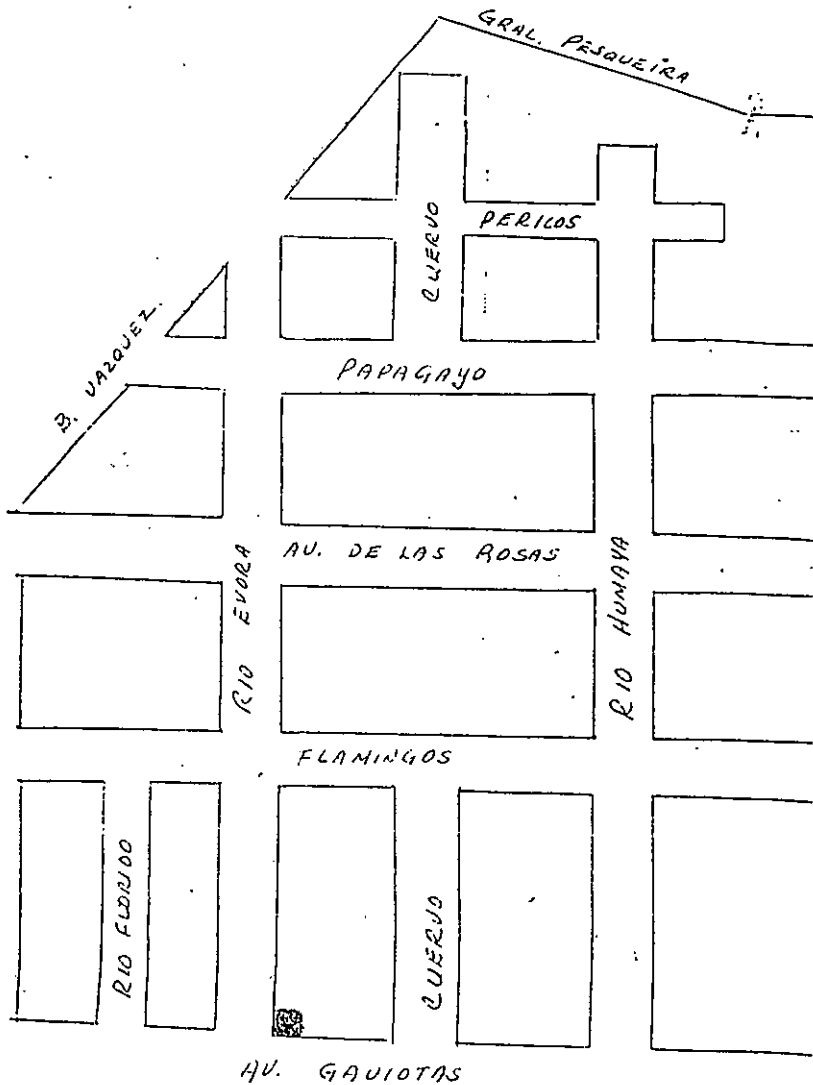 GRAL. PESQUEIRA
CUERVO
PERICOS
B. VAZQUEZ.
PAPAGAYO
AV. DE LAS ROSAS
RIO EVORA
RIO HUMAYA
FLAMINGOS
RIO FLORIDO
CUERVO
AV. GAVIOTAS